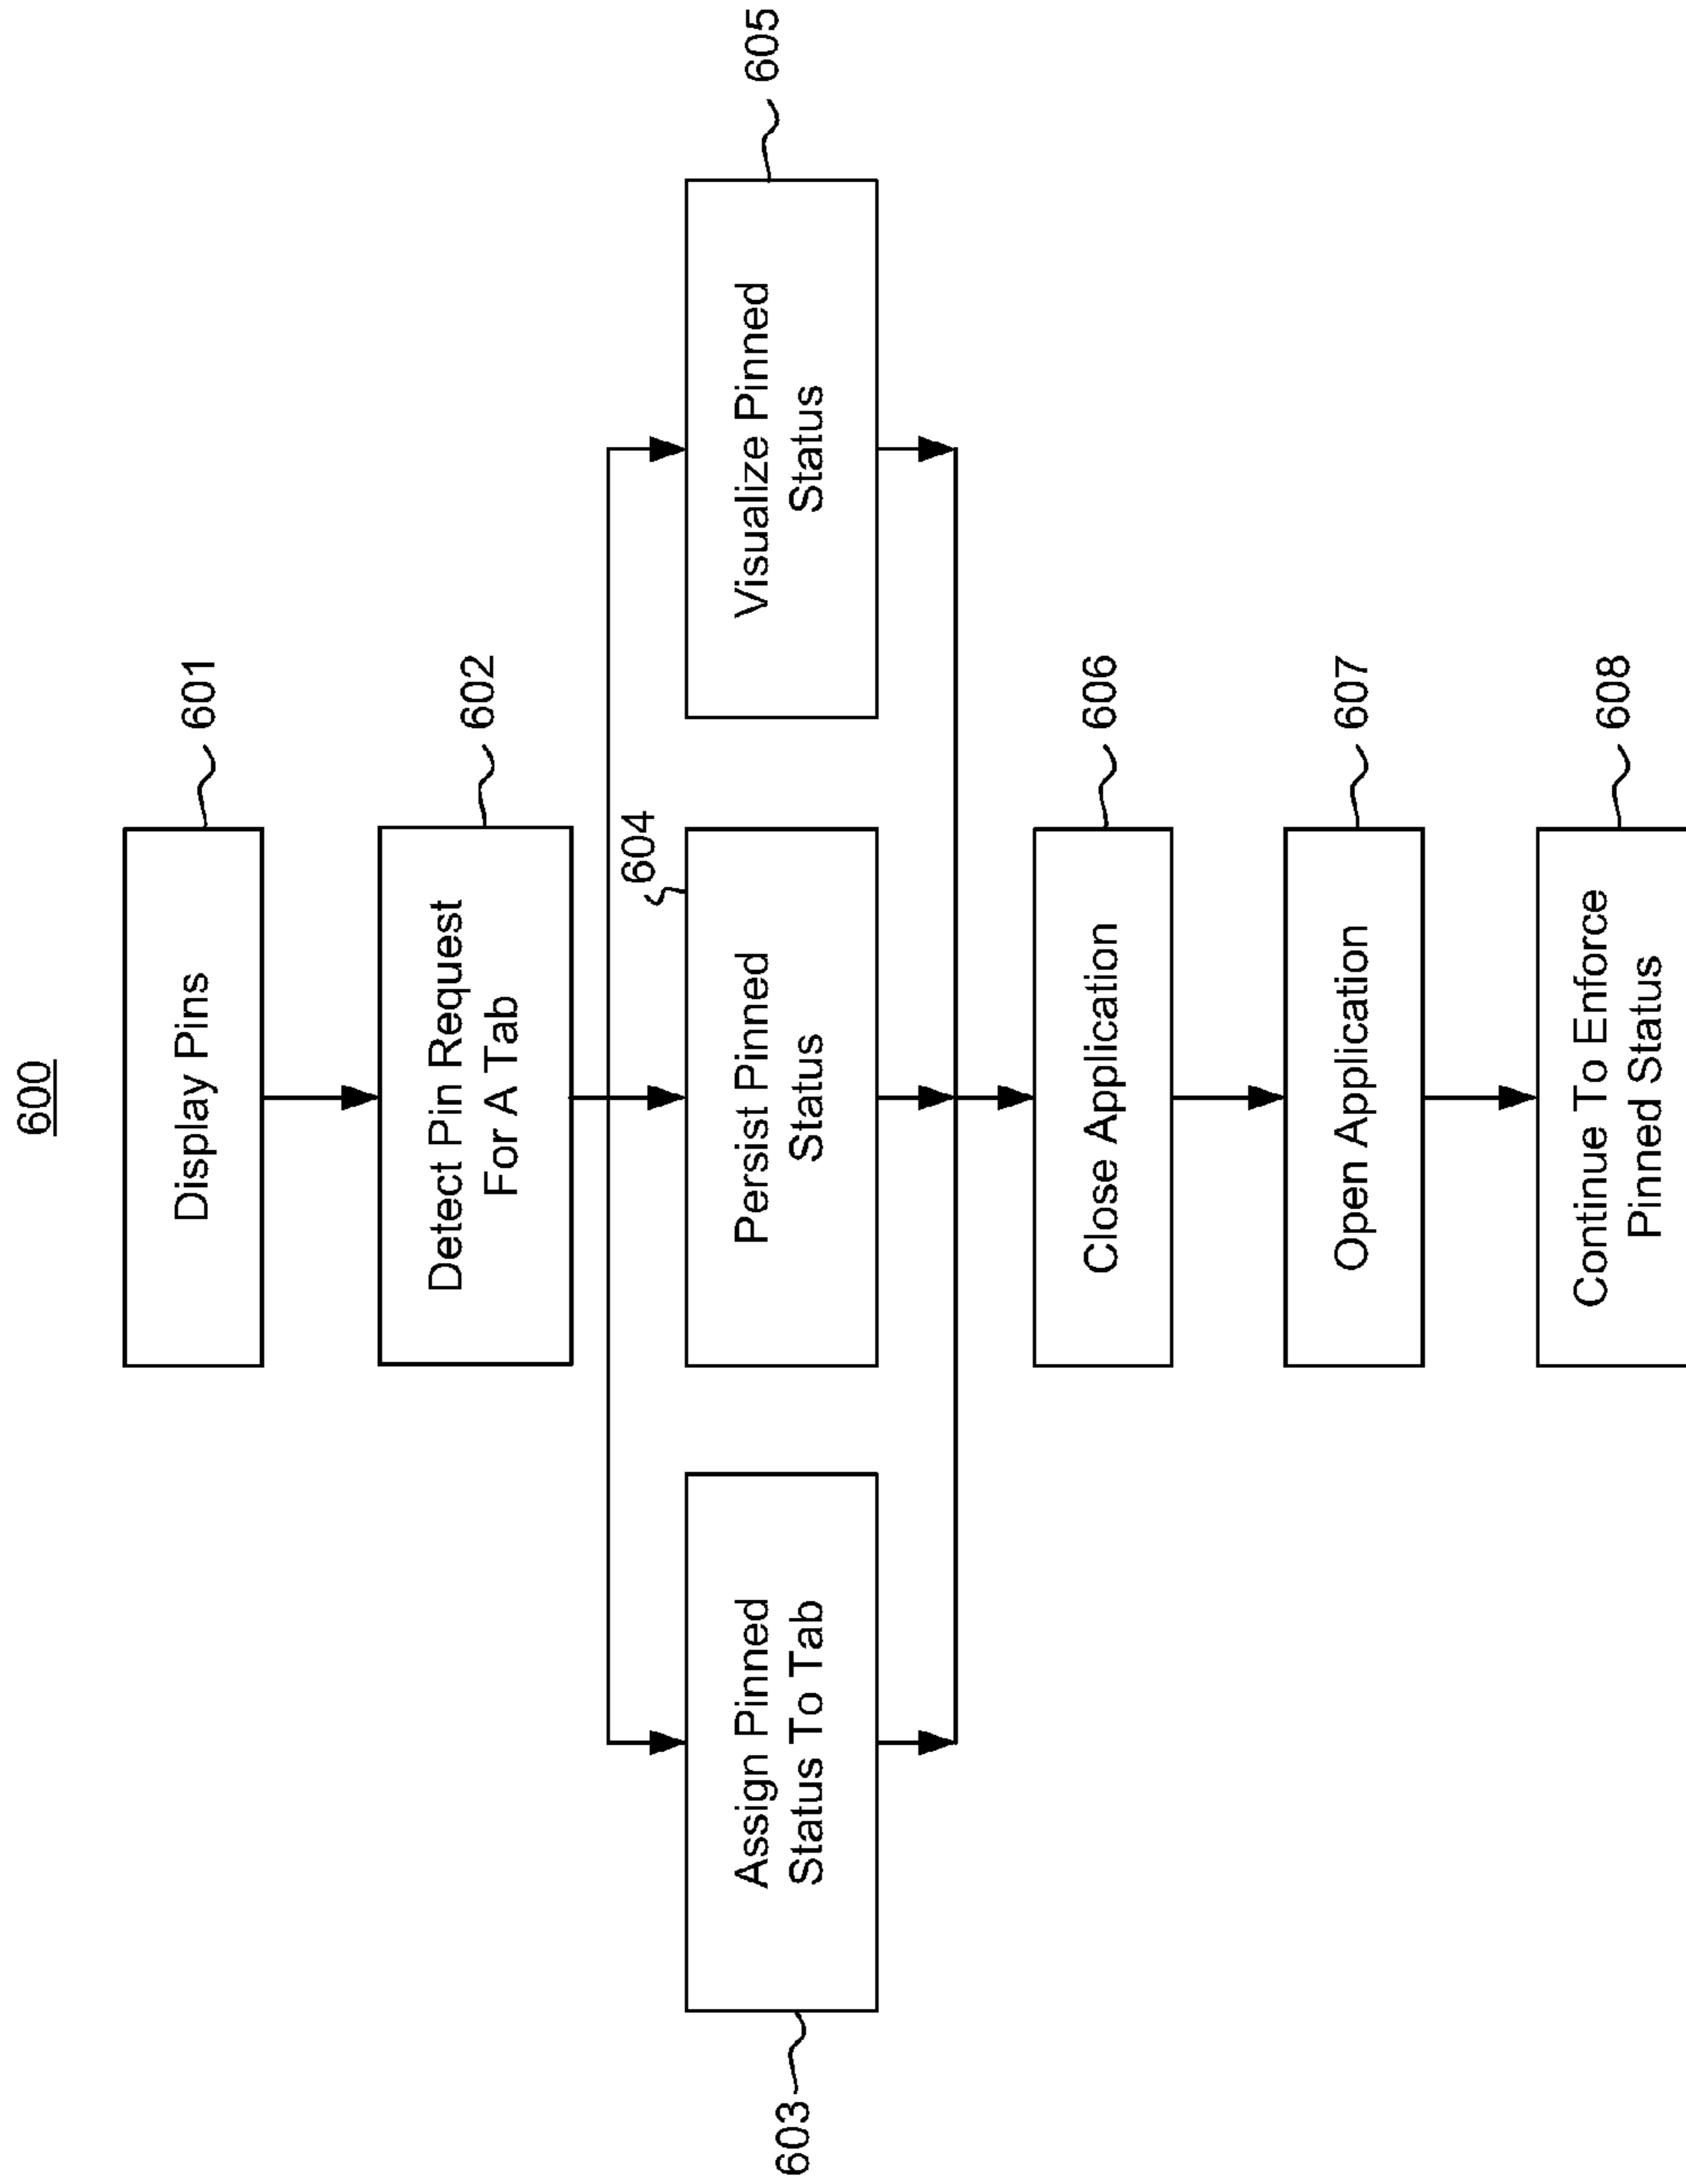 600
Display Pins
601
Detect Pin Request
For A Tab
602
603
Assign Pinned
Status To Tab
604
Persist Pinned
Status
605
Visualize Pinned
Status
Close Application
606
Open Application
607
Continue To Enforce
Pinned Status
608